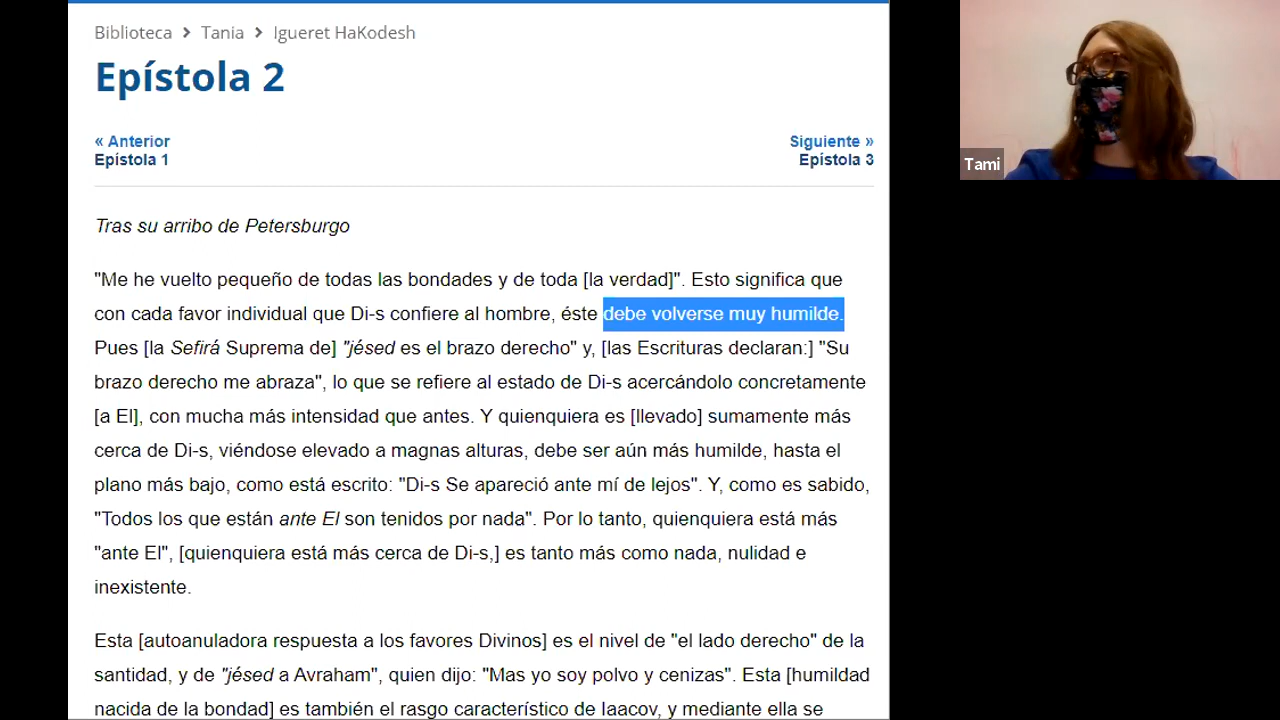 Biblioteca > Tania > Igueret HaKodesh
Epístola 2
« Anterior
Epístola 1
Siguiente »
Epístola 3
Tras su arribo de Petersburgo
"Me he vuelto pequeño de todas las bondades y de toda [la verdad]". Esto significa que
con cada favor individual que Di-s confiere al hombre, éste debe volverse muy humilde.
Pues [la Sefirá Suprema de] "jésed es el brazo derecho" y, [las Escrituras declaran:] "Su
brazo derecho me abraza", lo que se refiere al estado de Di-s acercándolo concretamente
[a El], con mucha más intensidad que antes. Y quienquiera es [llevado] sumamente más
cerca de Di-s, viéndose elevado a magnas alturas, debe ser aún más humilde, hasta el
plano más bajo, como está escrito: "Di-s Se apareció ante mí de lejos". Y, como es sabido,
"Todos los que están ante El son tenidos por nada". Por lo tanto, quienquiera está más
"ante El", [quienquiera está más cerca de Di-s,] es tanto más como nada, nulidad e
inexistente.
Esta [autoanuladora respuesta a los favores Divinos] es el nivel de "el lado derecho" de la
santidad, y de "jésed a Avraham", quien dijo: "Mas yo soy polvo y cenizas". Esta [humildad
nacida de la bondad] es también el rasgo característico de Iaacov, y mediante ella se
Tami